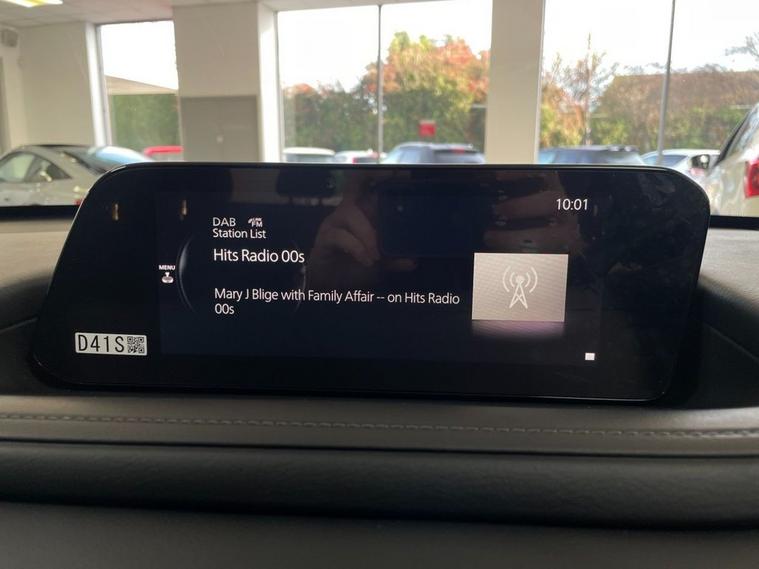 10:01
DAB FM
Station List
Hits Radio 00s
MENU
Mary J Blige with Family Affair -- on Hits Radio
00s
D41S